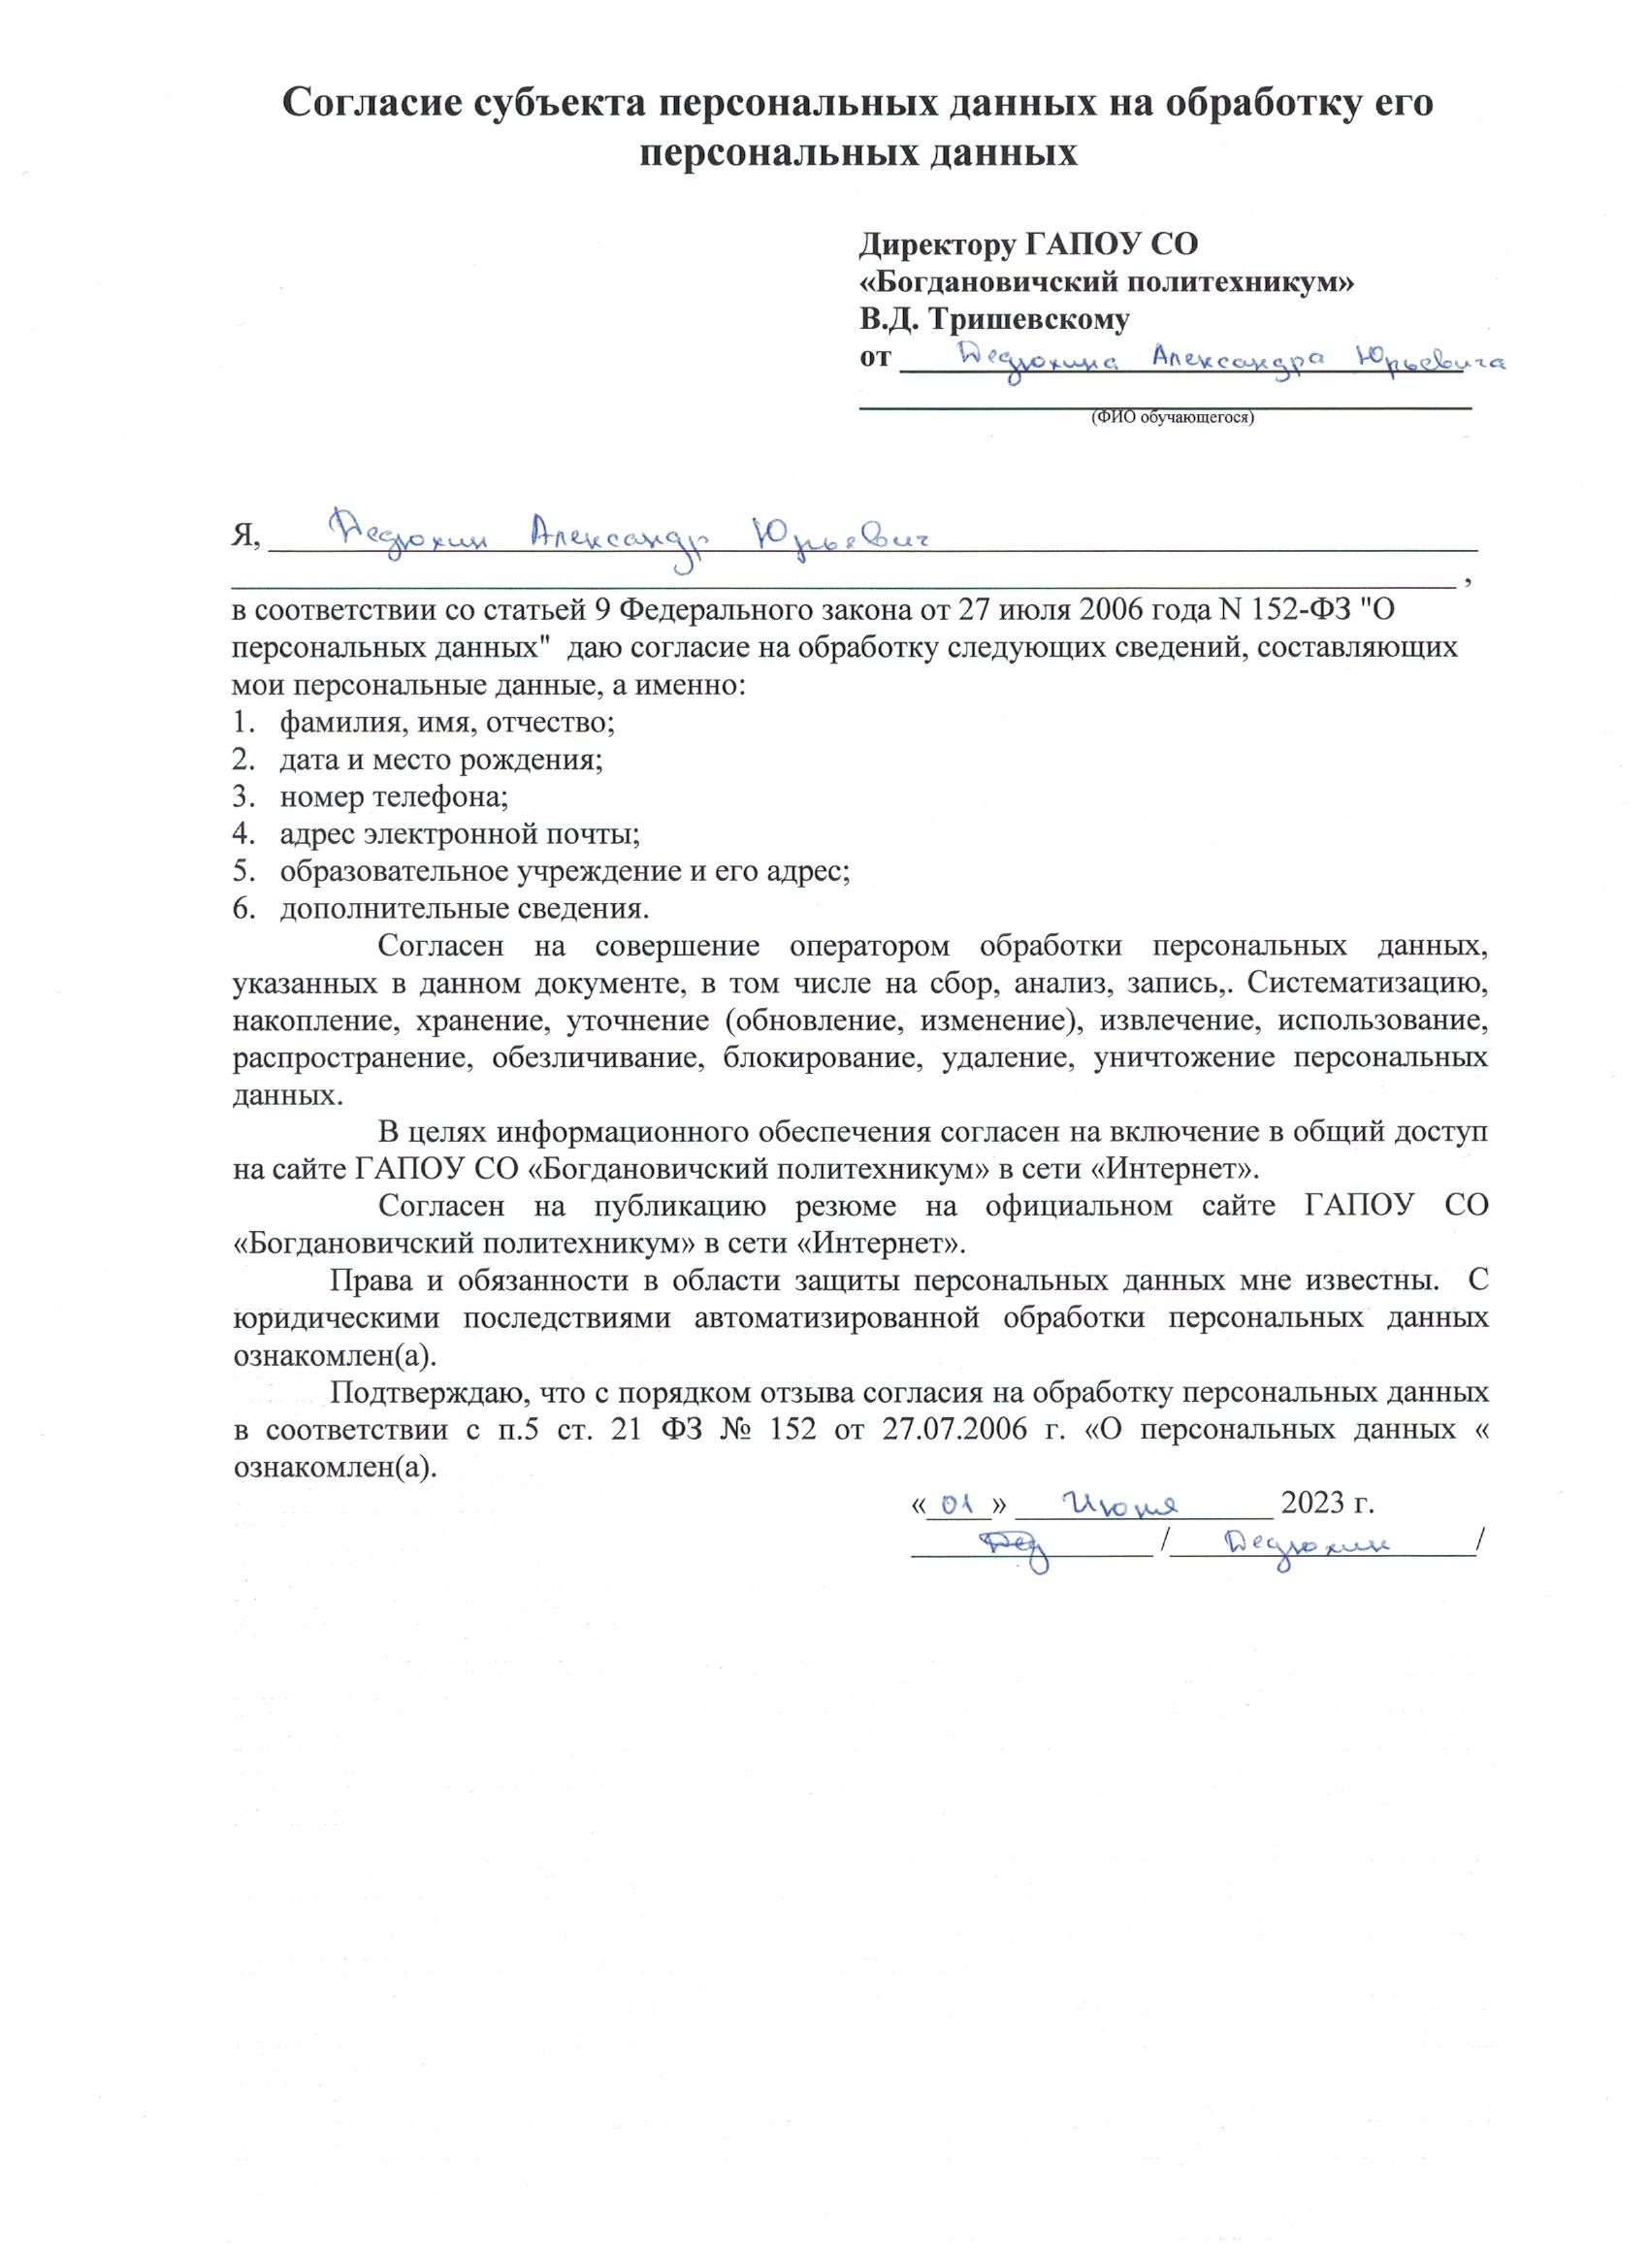 Согласие субъекта персональных данных на обработку его
персональных данных
Директору ГАПОУ СО
«Богдановичский политехникум»
В.Д. Тришевскому
от Дедюхина Александра Юрьевича
(ФИО обучающегося)
Я, Дедюхин Александр Юрьевич
,
в соответствии со статьей 9 Федерального закона от 27 июля 2006 года N 152-ФЗ "О
персональных данных" даю согласие на обработку следующих сведений, составляющих
мои персональные данные, а именно:
1. фамилия, имя, отчество;
2. дата и место рождения;
3. номер телефона;
4. адрес электронной почты;
5. образовательное учреждение и его адрес;
6. дополнительные сведения.
Согласен на совершение оператором обработки персональных данных,
указанных в данном документе, в том числе на сбор, анализ, запись,. Систематизацию,
накопление, хранение, уточнение (обновление, изменение), извлечение, использование,
распространение, обезличивание, блокирование, удаление, уничтожение персональных
данных.
В целях информационного обеспечения согласен на включение в общий доступ
на сайте ГАПОУ СО «Богдановичский политехникум» в сети «Интернет».
Согласен на публикацию резюме на официальном сайте ГАПОУ СО
«Богдановичский политехникум» в сети «Интернет».
Права и обязанности в области защиты персональных данных мне известны. С
юридическими последствиями автоматизированной обработки персональных данных
ознакомлен(а).
Подтверждаю, что с порядком отзыва согласия на обработку персональных данных
в соответствии с п.5 ст. 21 ФЗ № 152 от 27.07.2006 г. «О персональных данных «
ознакомлен(а).
«01» Июня 2023 г.
Дед / Дедюхин /